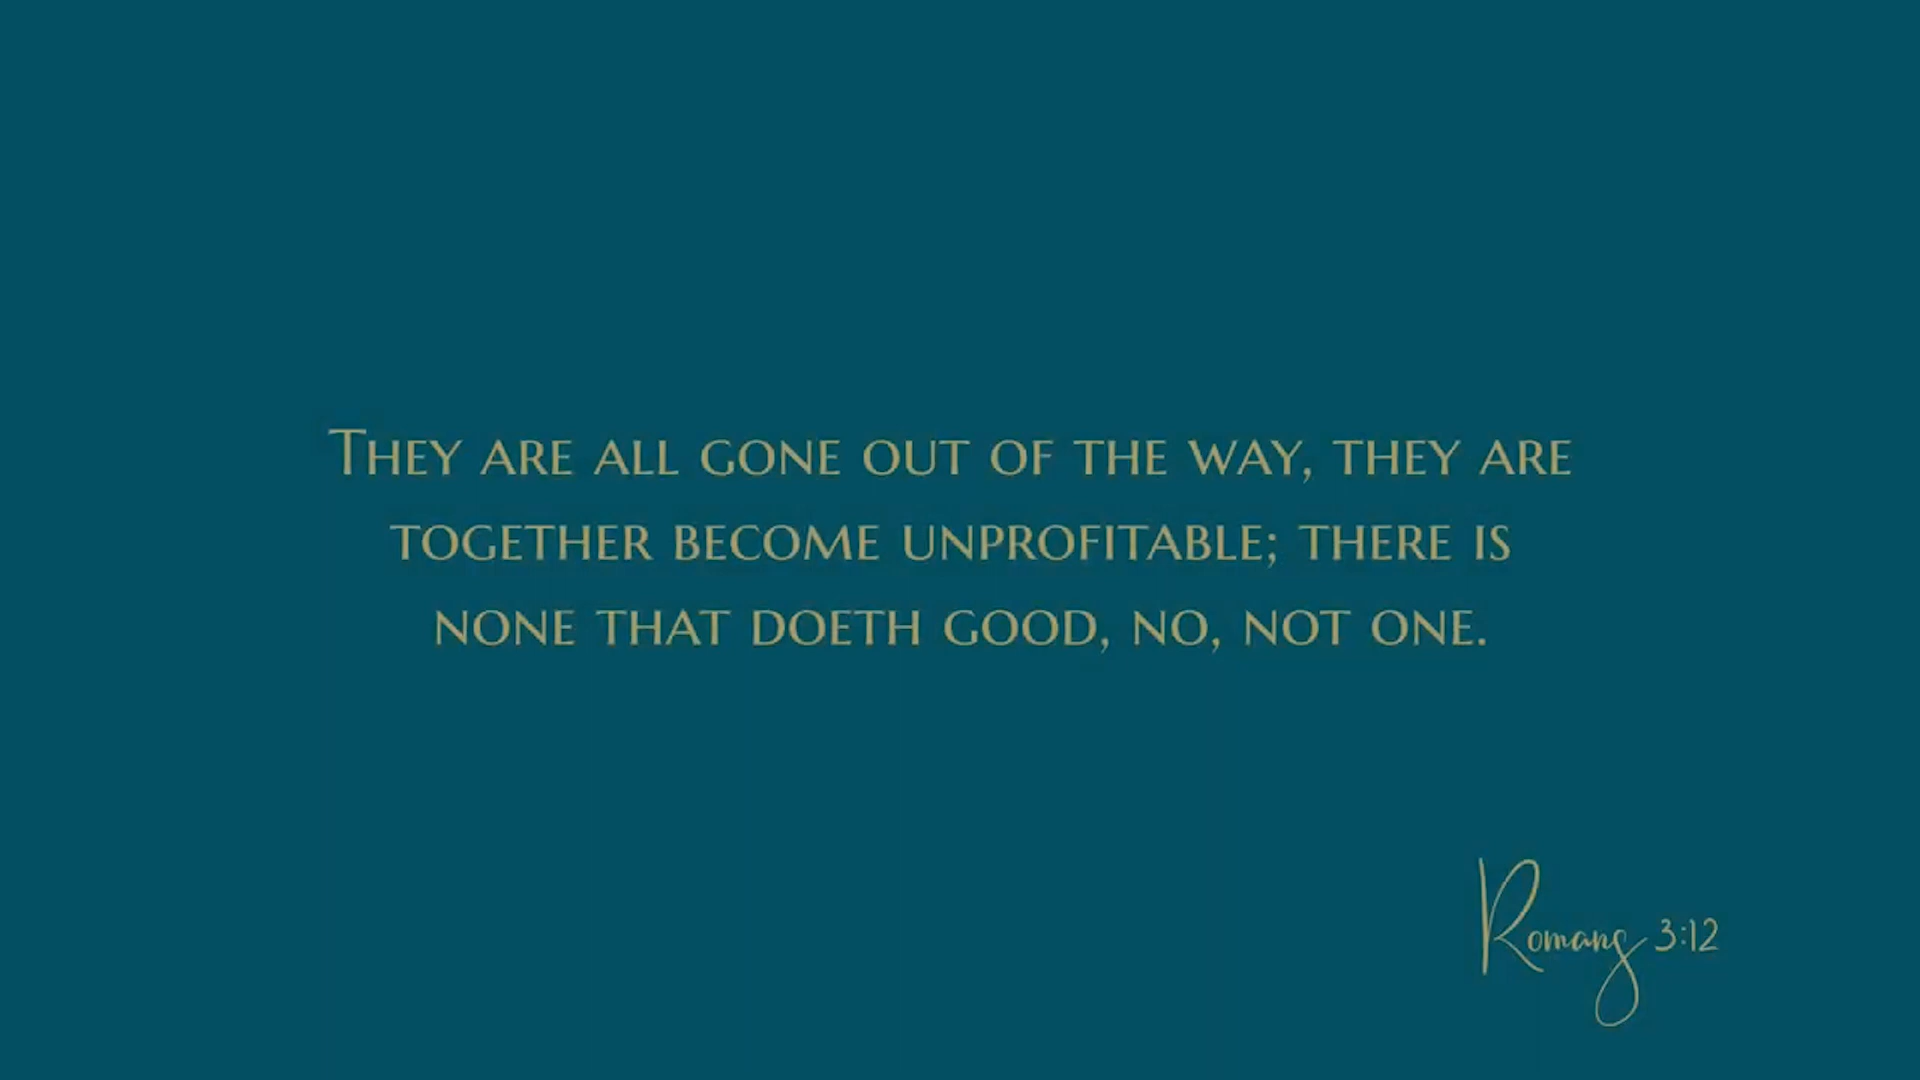 They are all gone out of the way, they are
together become unprofitable; there is
none that doeth good, no, not one.
Romans 3:12